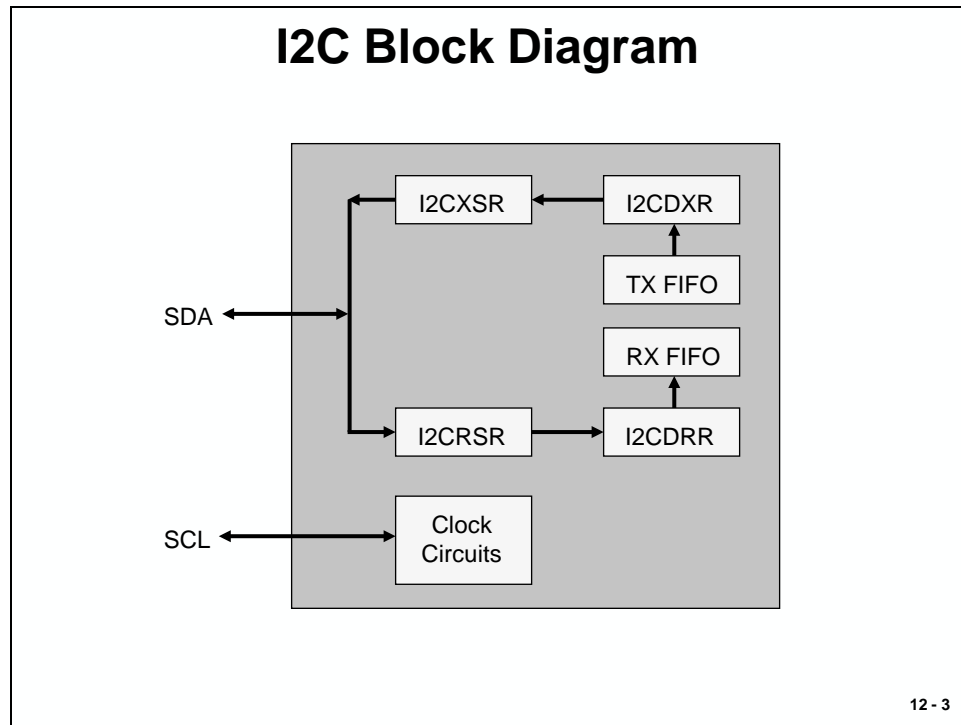 I2C Block Diagram
I2CXSR
I2CDXR
TX FIFO
SDA
RX FIFO
I2CRSR
I2CDRR
SCL
Clock
Circuits
12 - 3